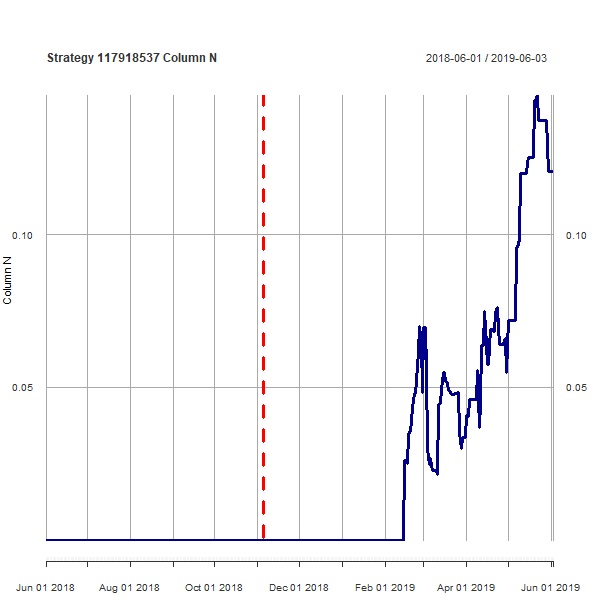 Strategy 117918537 Column N
2018-06-01 / 2019-06-03
Column N
0.10
0.10
0.05
0.05
Jun 01 2018
Aug 01 2018
Oct 01 2018
Dec 01 2018
Feb 01 2019
Apr 01 2019
Jun 01 2019